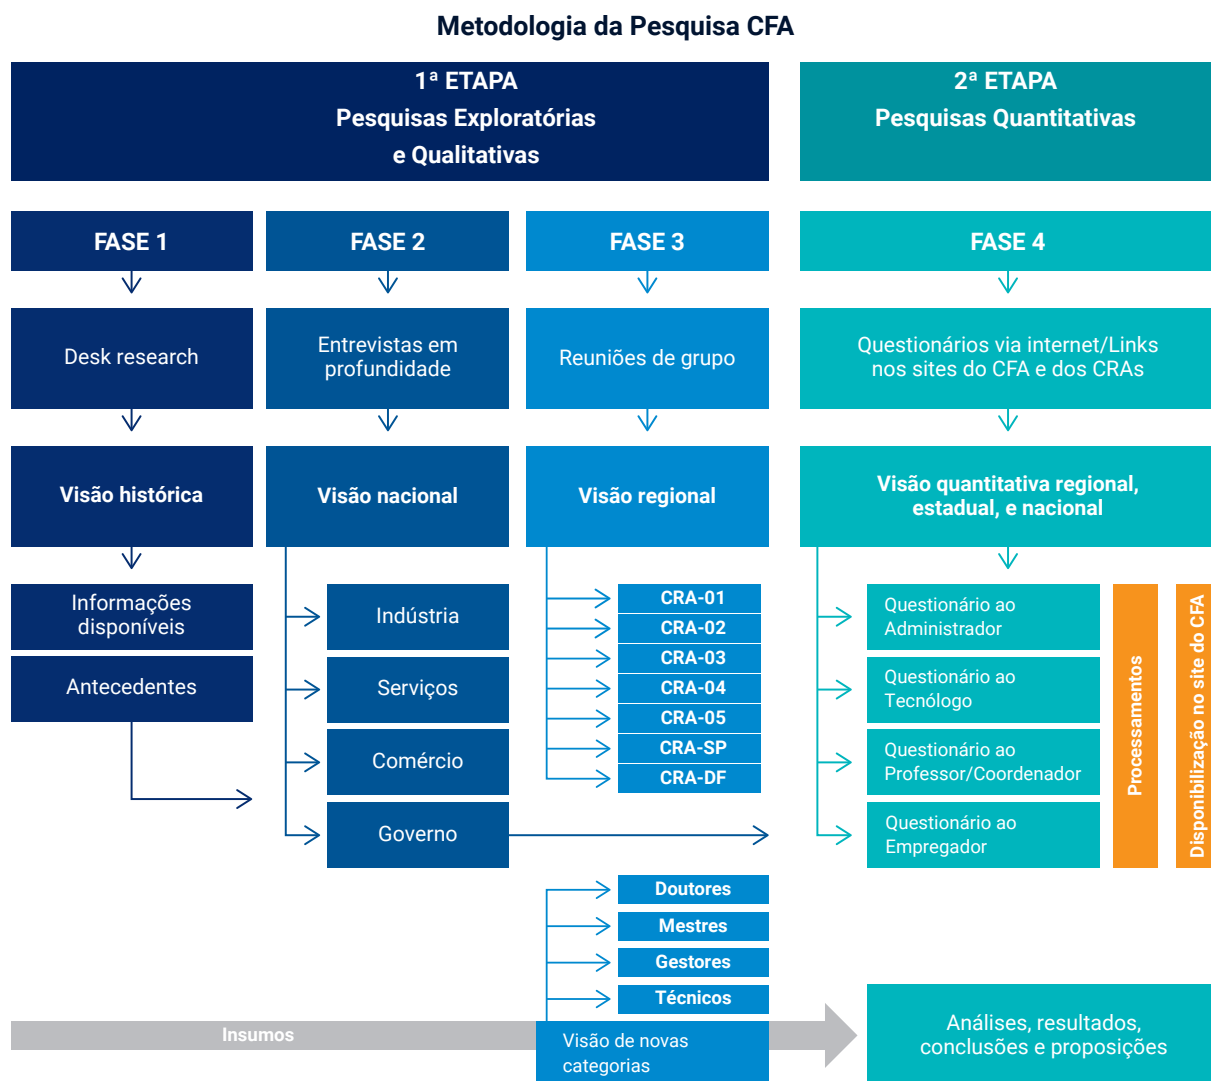 Metodologia da Pesquisa CFA
1ª ETAPA
Pesquisas Exploratórias
e Qualitativas
2ª ETAPA
Pesquisas Quantitativas
FASE 1
FASE 2
FASE 3
FASE 4
Desk research
Entrevistas em
profundidade
Reuniões de grupo
Questionários via internet/Links
nos sites do CFA e dos CRAs
Visão histórica
Visão nacional
Visão regional
Visão quantitativa regional,
estadual, e nacional
Informações
disponíveis
Antecedentes
Indústria
Serviços
Comércio
Governo
CRA-01
CRA-02
CRA-03
CRA-04
CRA-05
CRA-SP
CRA-DF
Questionário ao
Administrador
Questionário ao
Tecnólogo
Questionário ao
Professor/Coordenador
Questionário ao
Empregador
Processamentos
Disponibilização no site do CFA
Doutores
Mestres
Gestores
Técnicos
Insumos
Visão de novas
categorias
Análises, resultados,
conclusões e proposições